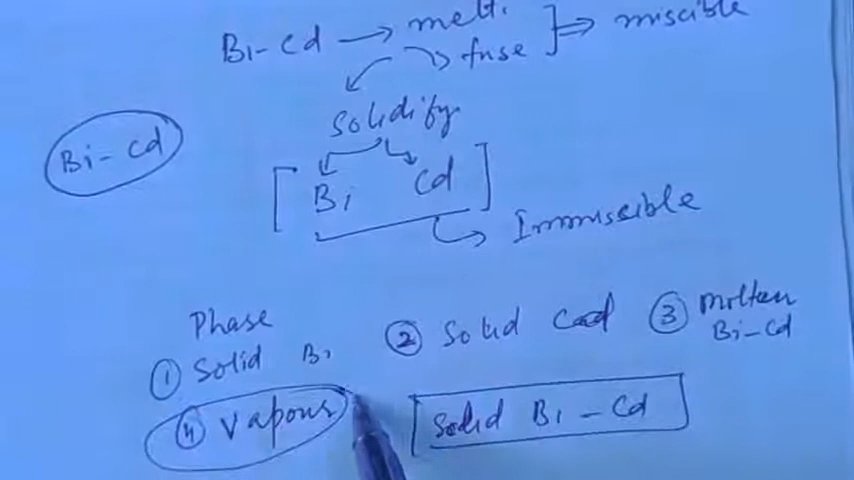 Bi-Cd → melt.
fuse ⇒ miscible
Solidify
Bi-Cd
Bi Cd
Immiscible
Phase
① Solid Bi ② Solid Cd ③ Molten Bi-Cd
④ Vapour Solid Bi-Cd